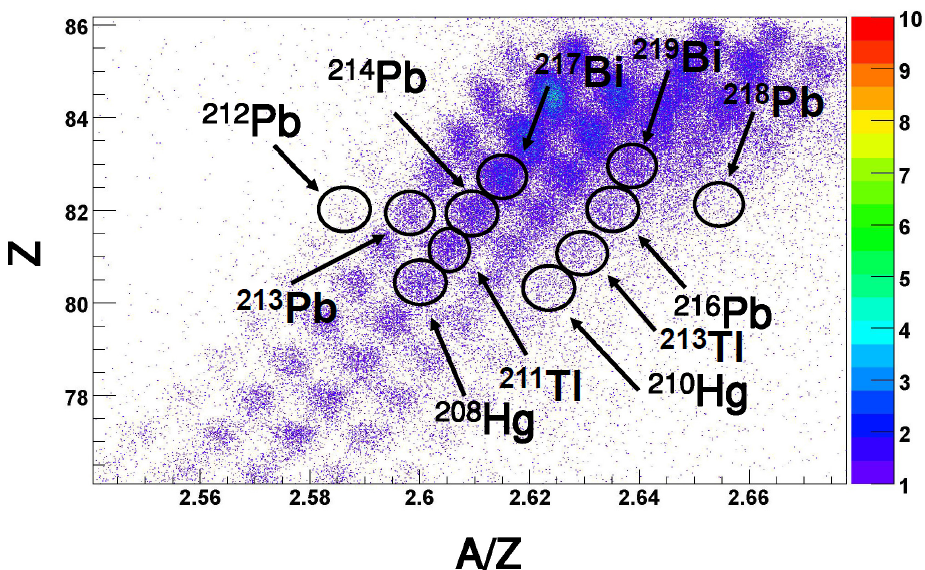 86
84
82
80
78
Z
2.56 2.58 2.6 2.62 2.64 2.66
A/Z
10
9
8
7
6
5
4
3
2
1
²¹²Pb
²¹⁴Pb
²¹⁷Bi
²¹⁹Bi
²¹⁸Pb
²¹³Pb
²⁰⁸Hg
²¹¹Tl
²¹⁰Hg
²¹³Tl
²¹⁶Pb